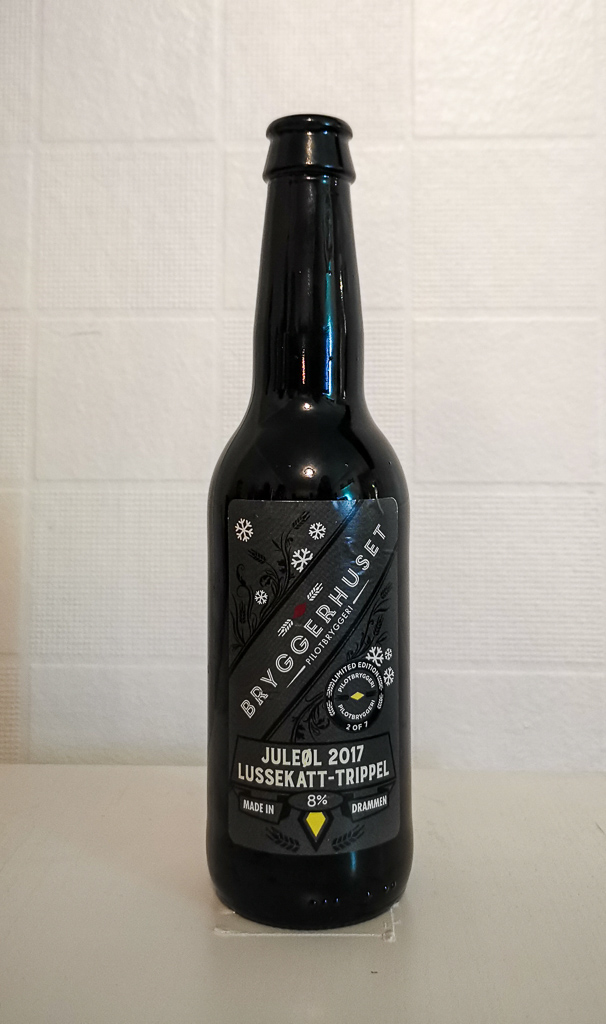 BRYGGERHUSET
PILOTBRYGGERI
LIMITED EDITION
PILOTBRYGGERI
PILOTBRYGGERI
2 OF 7
JULEØL 2017
LUSSEKATT-TRIPPEL
MADE IN 8% DRAMMEN